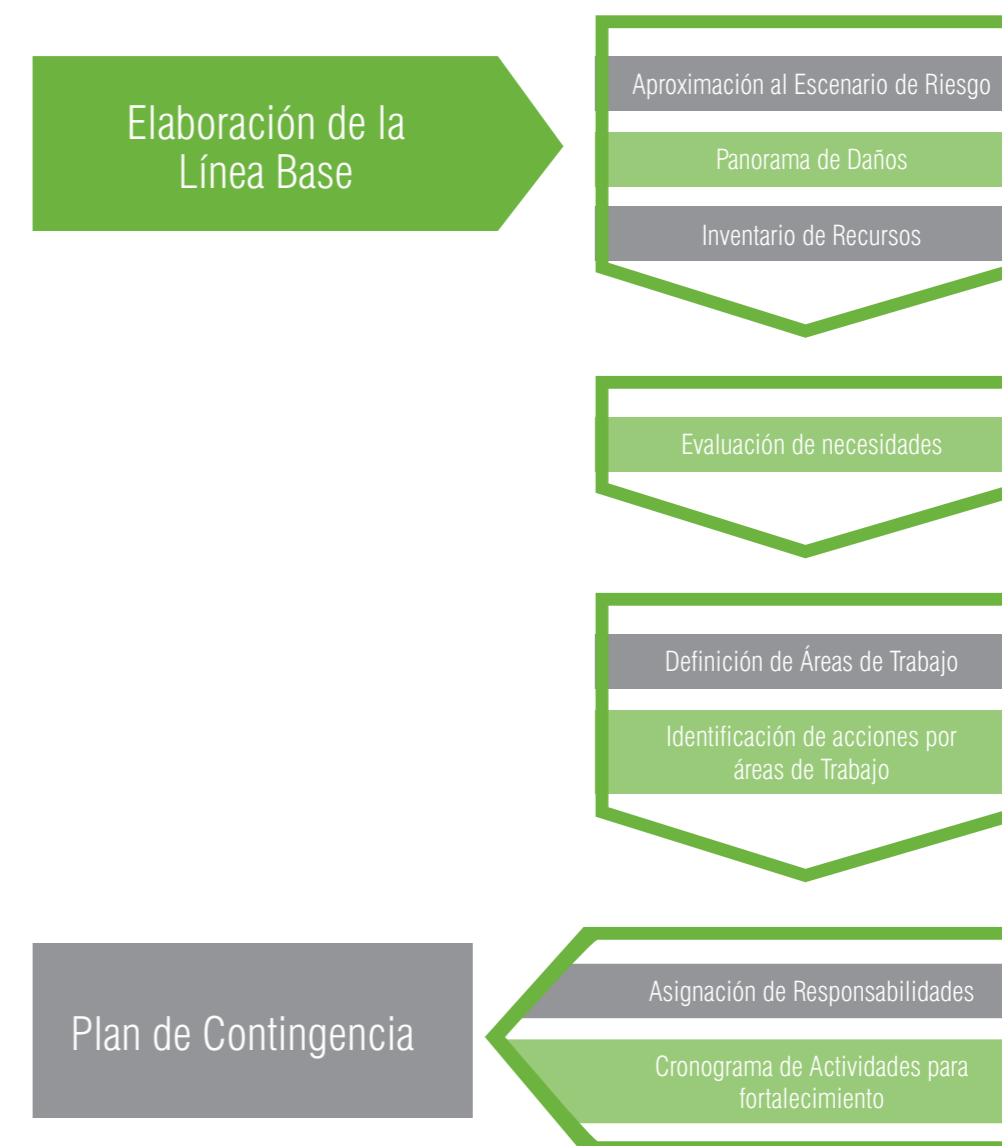 Elaboración de la
Línea Base
Aproximación al Escenario de Riesgo
Panorama de Daños
Inventario de Recursos
Evaluación de necesidades
Definición de Áreas de Trabajo
Identificación de acciones por
áreas de Trabajo
Asignación de Responsabilidades
Cronograma de Actividades para
fortalecimiento
Plan de Contingencia